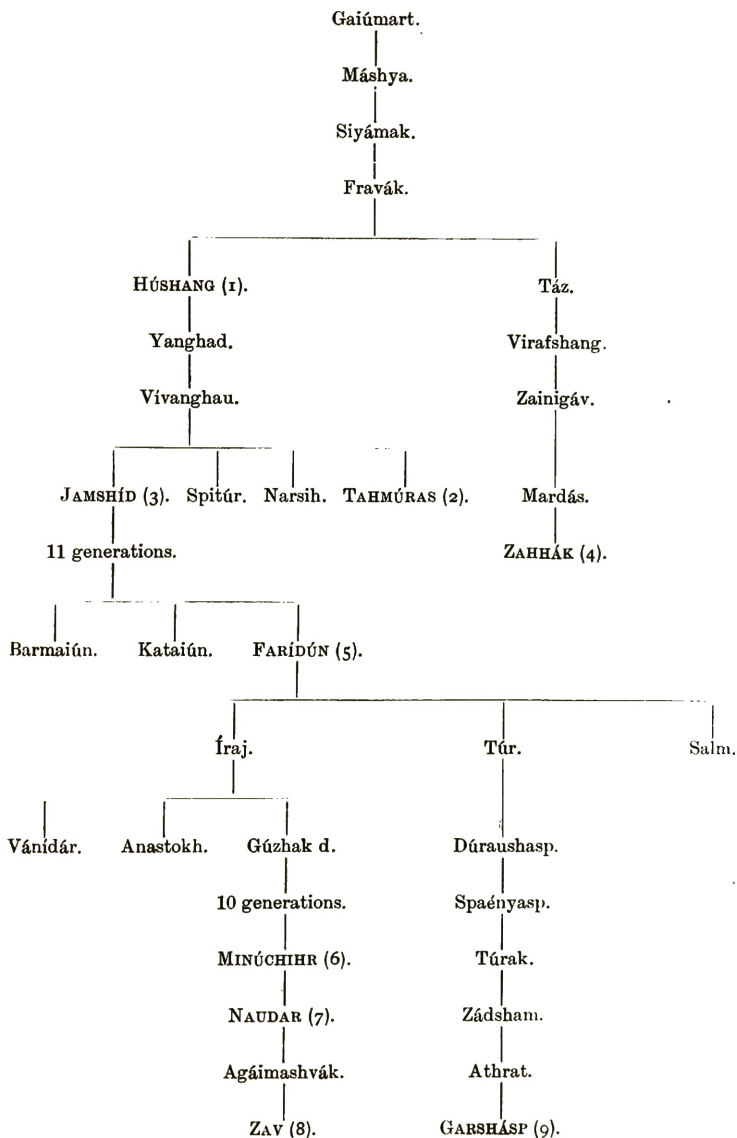 Gaiúmart.
Máshya.
Siyámak.
Fravák.
HÚSHANG (1). Táz.
Yanghad. Virafshang.
Vívanghau. Zainigáv.
JAMSHÍD (3). Spitúr. Narsih. TAHMÚRAS (2). Mardás.
11 generations. ZAHHÁK (4).
Barmaiún. Kataiún. FARÍDÚN (5).
Íraj. Túr. Salm.
Vánídár. Anastokh. Gúzhak d. Dúraushasp.
10 generations. Spaényasp.
MINÚCHIHR (6). Túrak.
NAUDAR (7). Zádsham.
Agáimashvák. Athrat.
ZAV (8). GARSHÁSP (9).